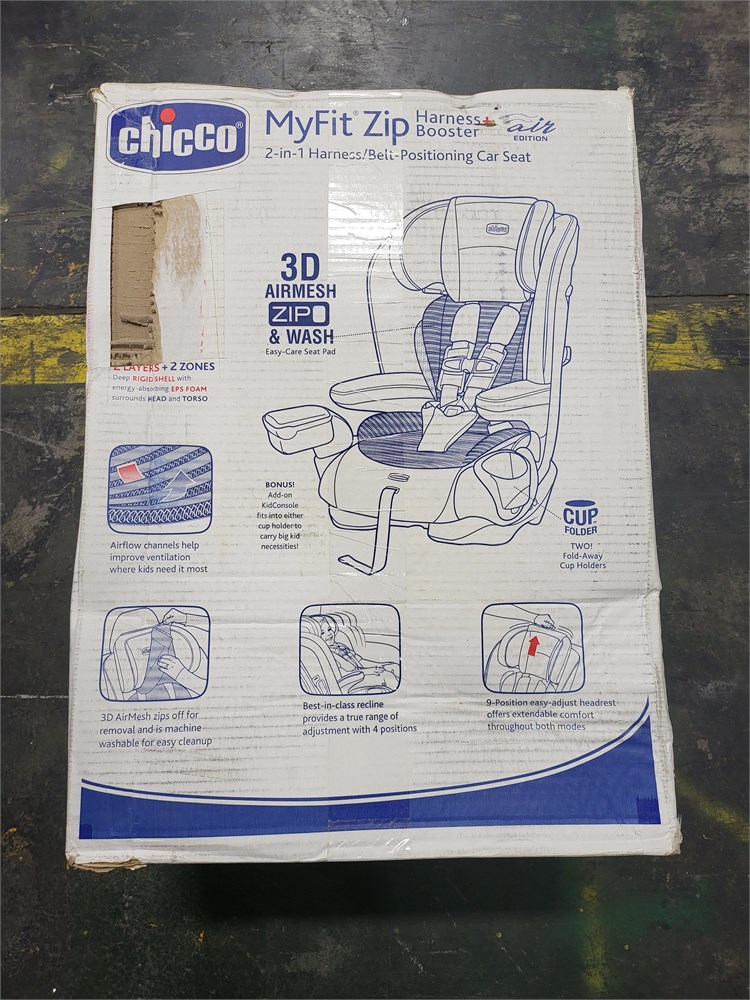 chicco®
MyFit® Zip Harness+
Booster
air
EDITION
2-in-1 Harness/Belt-Positioning Car Seat
chicco
3D
AIRMESH
ZIP
& WASH
Easy-Care Seat Pad
2 LAYERS + 2 ZONES
Deep RIGID SHELL with
energy-absorbing EPS FOAM
surrounds HEAD and TORSO
BONUS!
Add-on
KidConsole
fits into either
cup holder to
carry big kid
necessities!
CUP
FOLDER
TWO!
Fold-Away
Cup Holders
Airflow channels help
improve ventilation
where kids need it most
3D AirMesh zips off for
removal and is machine
washable for easy cleanup
Best-in-class recline
provides a true range of
adjustment with 4 positions
9-Position easy-adjust headrest
offers extendable comfort
throughout both modes